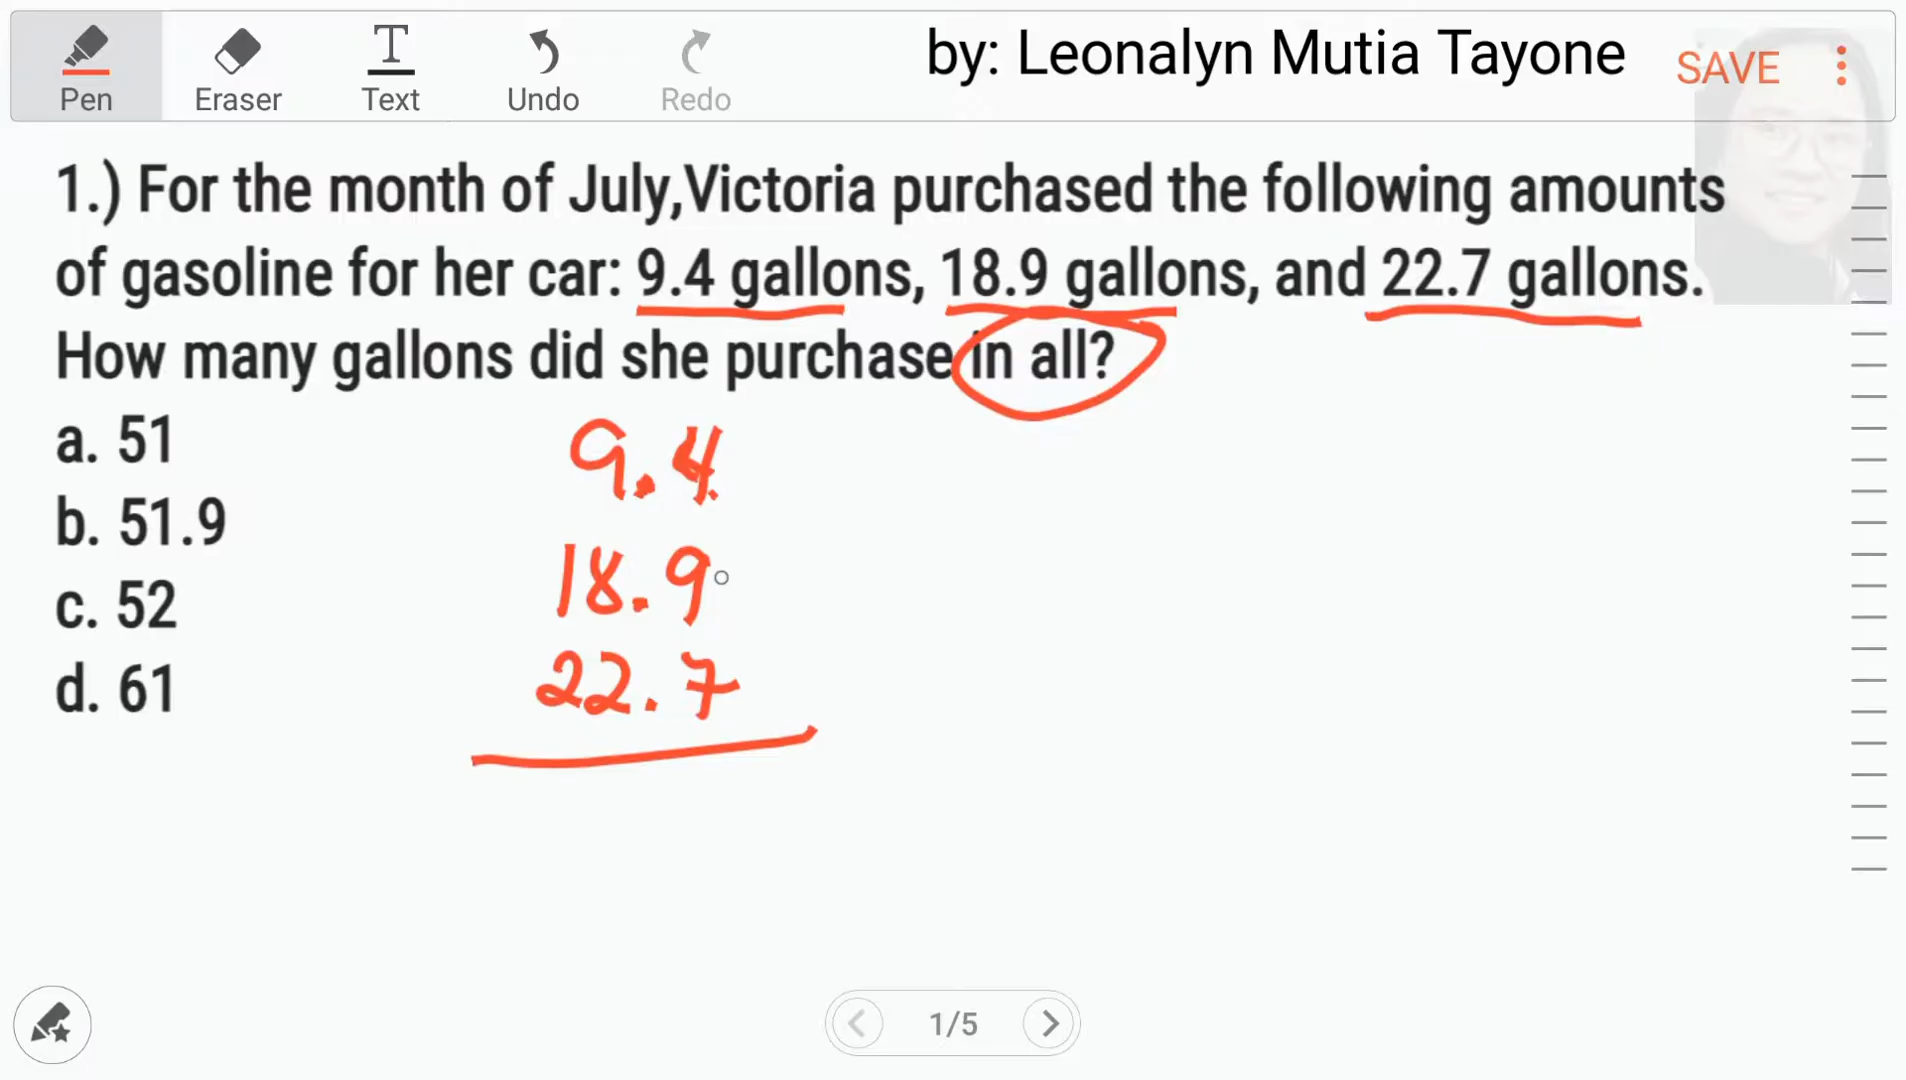 by: Leonalyn Mutia Tayone
SAVE
Pen
Eraser
Text
Undo
Redo
1.) For the month of July,Victoria purchased the following amounts
of gasoline for her car: 9.4 gallons, 18.9 gallons, and 22.7 gallons.
How many gallons did she purchase in all?
a. 51
b. 51.9
c. 52
d. 61
9.4
18.9
22.7
1/5